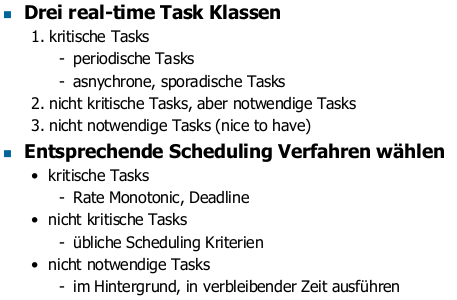 ▪ Drei real-time Task Klassen
1. kritische Tasks
- periodische Tasks
- asnychrone, sporadische Tasks
2. nicht kritische Tasks, aber notwendige Tasks
3. nicht notwendige Tasks (nice to have)
▪ Entsprechende Scheduling Verfahren wählen
• kritische Tasks
- Rate Monotonic, Deadline
• nicht kritische Tasks
- übliche Scheduling Kriterien
• nicht notwendige Tasks
- im Hintergrund, in verbleibender Zeit ausführen